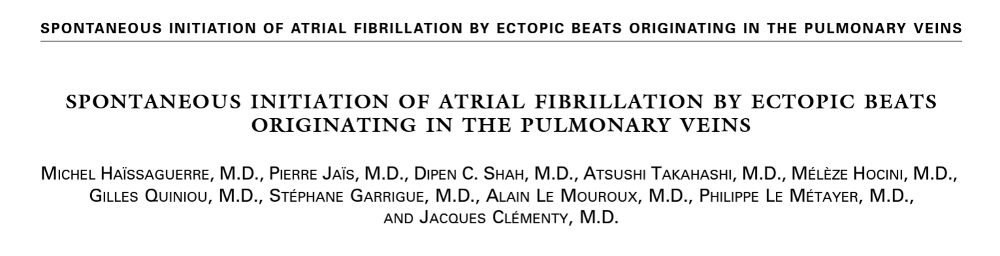 SPONTANEOUS INITIATION OF ATRIAL FIBRILLATION BY ECTOPIC BEATS ORIGINATING IN THE PULMONARY VEINS
SPONTANEOUS INITIATION OF ATRIAL FIBRILLATION BY ECTOPIC BEATS
ORIGINATING IN THE PULMONARY VEINS
MICHEL HAÏSSAGUERRE, M.D., PIERRE JAÏS, M.D., DIPEN C. SHAH, M.D., ATSUSHI TAKAHASHI, M.D., MÉLÈZE HOCINI, M.D.,
GILLES QUINIOU, M.D., STÉPHANE GARRIGUE, M.D., ALAIN LE MOUROUX, M.D., PHILIPPE LE MÉTAYER, M.D.,
AND JACQUES CLÉMENTY, M.D.